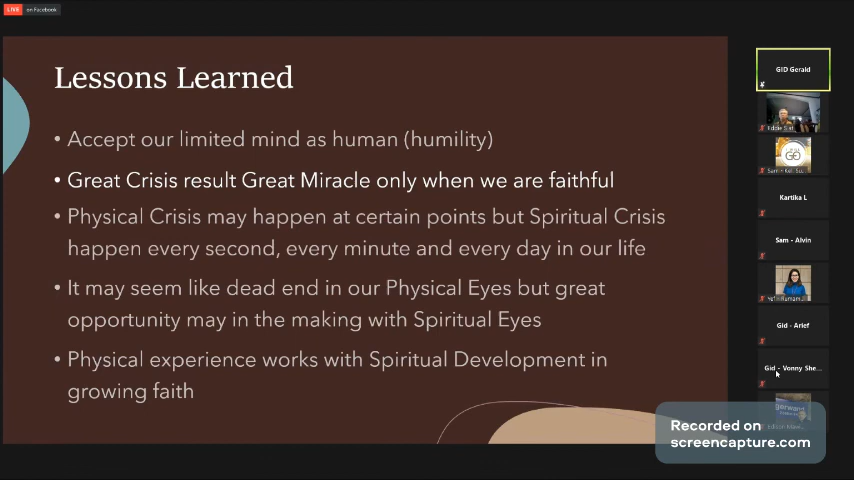 LIVE on Facebook
Lessons Learned
• Accept our limited mind as human (humility)
• Great Crisis result Great Miracle only when we are faithful
• Physical Crisis may happen at certain points but Spiritual Crisis
happen every second, every minute and every day in our life
• It may seem like dead end in our Physical Eyes but great
opportunity may in the making with Spiritual Eyes
• Physical experience works with Spiritual Development in
growing faith
GID Gerald
Kartika L
Sam - Alvin
Gid - Arief
Gid - Vonny She...
Recorded on
screencapture.com